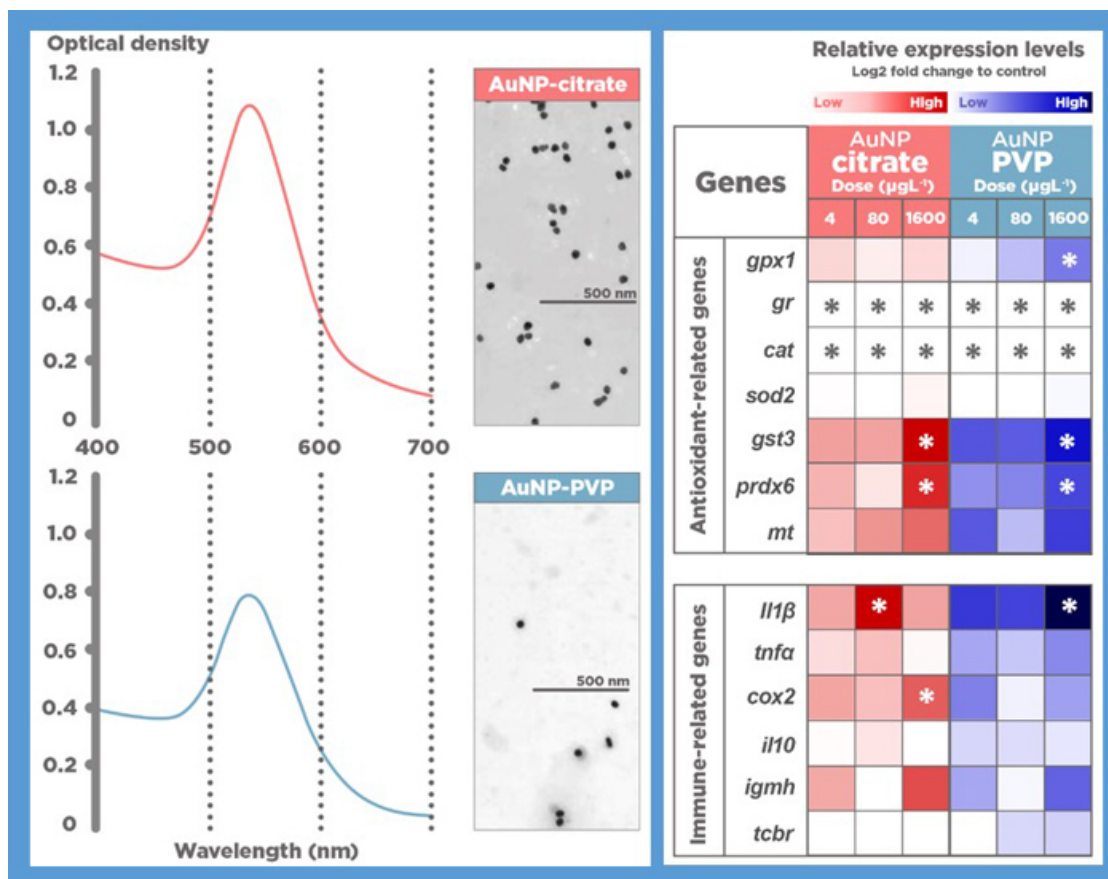 Optical density
1.2
1.0
0.8
0.6
0.4
0.2
0
400 500 600 700
AuNP-citrate
500 nm
1.2
1.0
0.8
0.6
0.4
0.2
0
Wavelength (nm)
AuNP-PVP
500 nm
Relative expression levels
Log2 fold change to control
Low High Low High
Genes
AuNP
citrate
Dose (µgL⁻¹)
4 80 1600
AuNP
PVP
Dose (µgL⁻¹)
4 80 1600
Antioxidant-related genes
gpx1 *
gr * * * * * *
cat * * * * * *
sod2
gst3 * *
prdx6 * *
mt
Immune-related genes
Il1β * *
tnfα
cox2 *
il10
igmh
tcbr